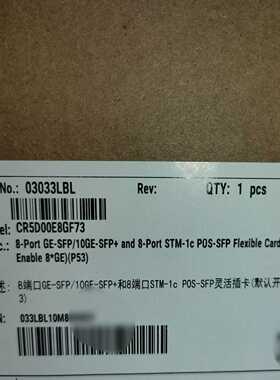 No.: 03033LBL Rev: QTY: 1 pcs
el: CR5D00E8GF73
c.: 8-Port GE-SFP/10GE-SFP+ and 8-Port STM-1c POS-SFP Flexible Card
Enable 8*GE)(P53)
述: 8端口GE-SFP/10GE-SFP+和8端口STM-1c POS-SFP灵活插卡(默认开
3)
033LBL10M8